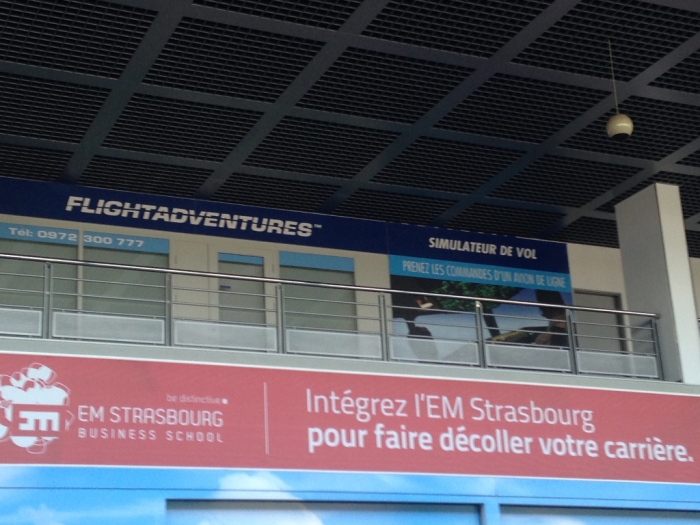 FLIGHTADVENTURES™
Tél: 0972 300 777
SIMULATEUR DE VOL
PRENEZ LES COMMANDES D'UN AVION DE LIGNE
be distinctive
EM
EM STRASBOURG
BUSINESS SCHOOL
Intégrez l'EM Strasbourg
pour faire décoller votre carrière.